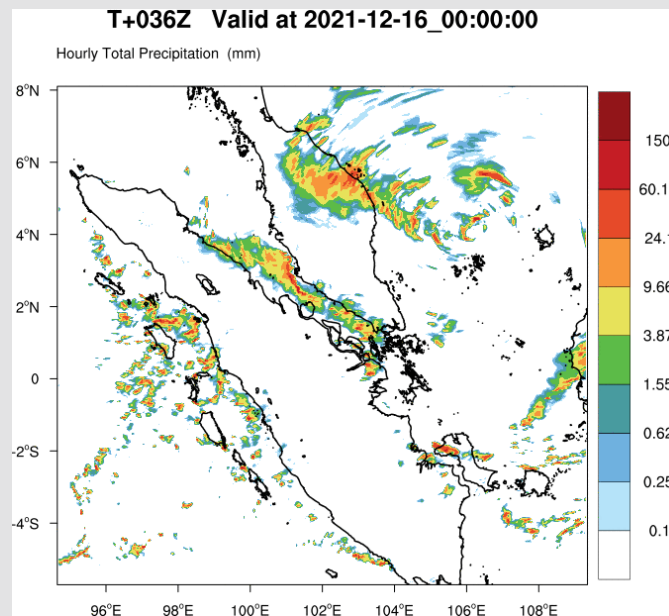 T+036Z Valid at 2021-12-16_00:00:00
Hourly Total Precipitation (mm)
8°N
6°N
4°N
2°N
0
-2°S
-4°S
96°E
98°E
100°E
102°E
104°E
106°E
108°E
150
60.1
24.
9.66
3.87
1.55
0.62
0.25
0.1